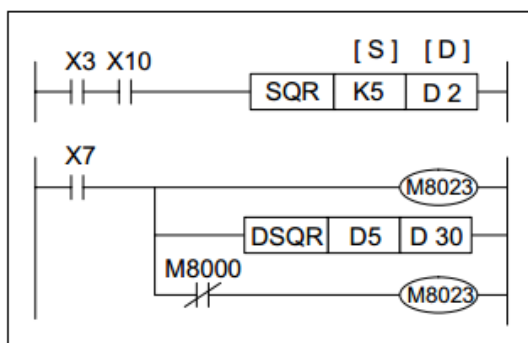 [ S ] [ D ]
X3 X10
SQR K5 D 2
X7
M8023
DSQR D5 D 30
M8000
M8023